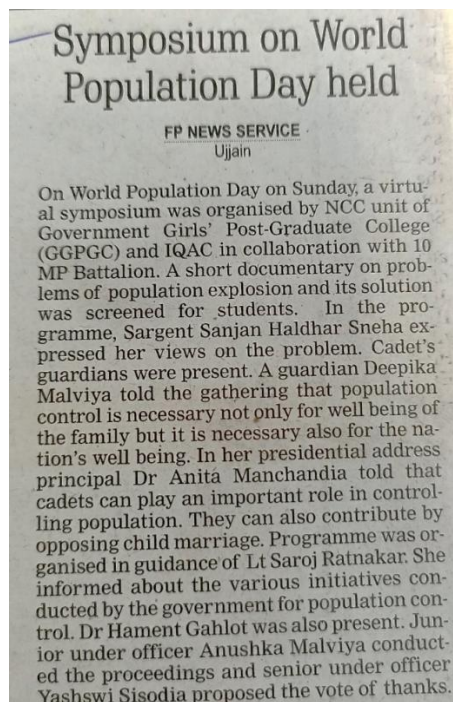 Symposium on World
Population Day held
FP NEWS SERVICE
Ujjain
On World Population Day on Sunday, a virtu-
al symposium was organised by NCC unit of
Government Girls' Post-Graduate College
(GGPGC) and IQAC in collaboration with 10
MP Battalion. A short documentary on prob-
lems of population explosion and its solution
was screened for students. In the pro-
gramme, Sargent Sanjan Haldhar Sneha ex-
pressed her views on the problem. Cadet's
guardians were present. A guardian Deepika
Malviya told the gathering that population
control is necessary not only for well being of
the family but it is necessary also for the na-
tion's well being. In her presidential address
principal Dr Anita Manchandia told that
cadets can play an important role in control-
ling population. They can also contribute by
opposing child marriage. Programme was or-
ganised in guidance of Lt Saroj Ratnakar. She
informed about the various initiatives con-
ducted by the government for population con-
trol. Dr Hament Gahlot was also present. Jun-
ior under officer Anushka Malviya conduct-
ed the proceedings and senior under officer
Yashswi Sisodia proposed the vote of thanks.